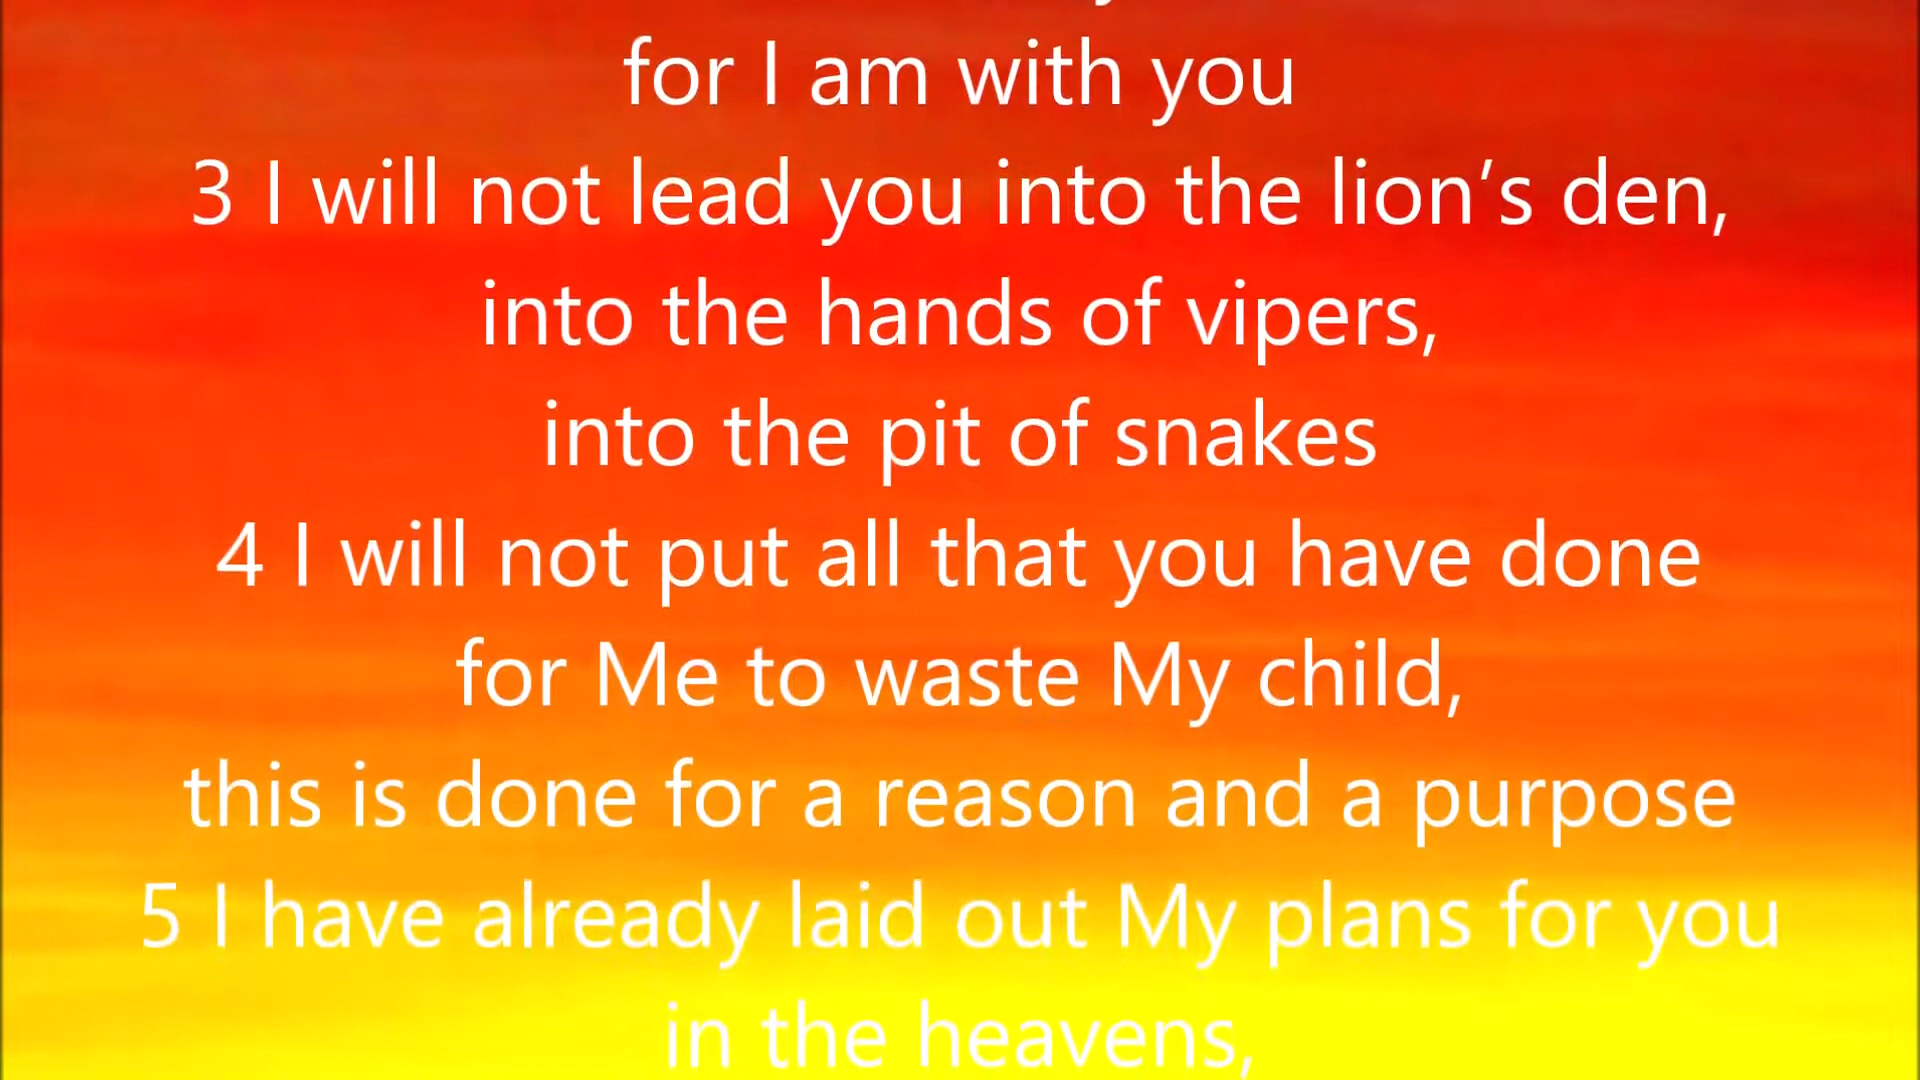 for I am with you
3 I will not lead you into the lion’s den,
into the hands of vipers,
into the pit of snakes
4 I will not put all that you have done
for Me to waste My child,
this is done for a reason and a purpose
5 I have already laid out My plans for you
in the heavens,